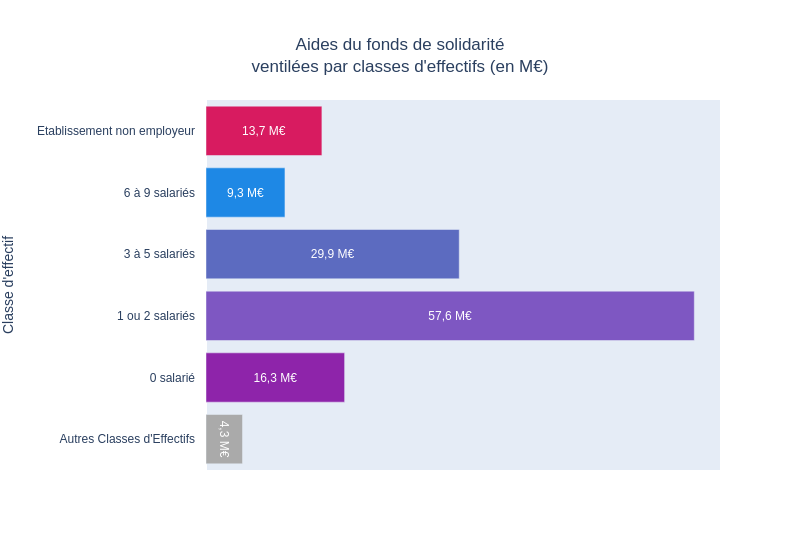 Aides du fonds de solidarité
ventilées par classes d'effectifs (en M€)
Classe d'effectif
Etablissement non employeur
13,7 M€
6 à 9 salariés
9,3 M€
3 à 5 salariés
29,9 M€
1 ou 2 salariés
57,6 M€
0 salarié
16,3 M€
Autres Classes d'Effectifs
4,3 M€